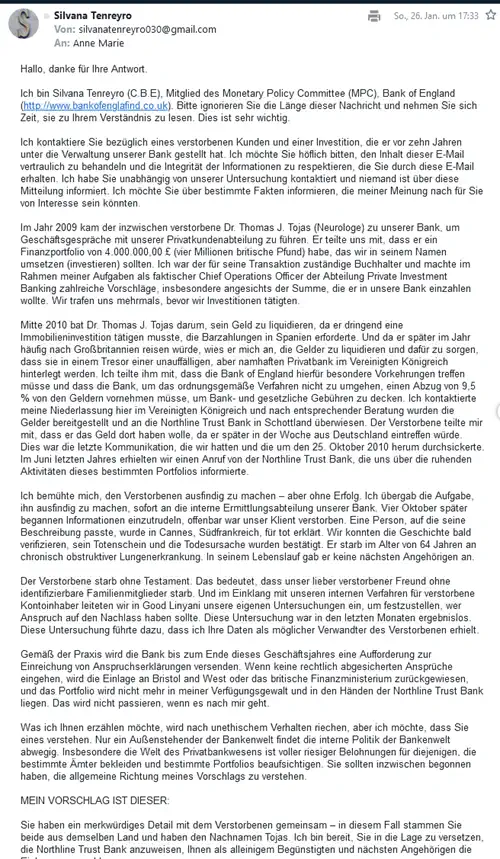 Silvana Tenreyro
So., 26. Jan. um 17:33
Von: silvanatenreyro030@gmail.com
An: Anne Marie
Hallo, danke für Ihre Antwort.
Ich bin Silvana Tenreyro (C.B.E), Mitglied des Monetary Policy Committee (MPC), Bank of England
(http://www.bankofenglafind.co.uk). Bitte ignorieren Sie die Länge dieser Nachricht und nehmen Sie sich
Zeit, sie zu Ihrem Verständnis zu lesen. Dies ist sehr wichtig.
Ich kontaktiere Sie bezüglich eines verstorbenen Kunden und einer Investition, die er vor zehn Jahren
unter die Verwaltung unserer Bank gestellt hat. Ich möchte Sie höflich bitten, den Inhalt dieser E-Mail
vertraulich zu behandeln und die Integrität der Informationen zu respektieren, die Sie durch diese E-Mail
erhalten. Ich habe Sie unabhängig von unserer Untersuchung kontaktiert und niemand ist über diese
Mitteilung informiert. Ich möchte Sie über bestimmte Fakten informieren, die meiner Meinung nach für Sie
von Interesse sein könnten.
Im Jahr 2009 kam der inzwischen verstorbene Dr. Thomas J. Tojas (Neurologe) zu unserer Bank, um
Geschäftsgespräche mit unserer Privatkundenabteilung zu führen. Er teilte uns mit, dass er ein
Finanzportfolio von 4.000.000,00 £ (vier Millionen britische Pfund) habe, das wir in seinem Namen
umsetzen (investieren) sollten. Ich war der für seine Transaktion zuständige Buchhalter und machte im
Rahmen meiner Aufgaben als faktischer Chief Operations Officer der Abteilung Private Investment
Banking zahlreiche Vorschläge, insbesondere angesichts der Summe, die er in unsere Bank einzahlen
wollte. Wir trafen uns mehrmals, bevor wir Investitionen tätigten.
Mitte 2010 bat Dr. Thomas J. Tojas darum, sein Geld zu liquidieren, da er dringend eine
Immobilieninvestition tätigen musste, die Barzahlungen in Spanien erforderte. Und da er später im Jahr
häufig nach Großbritannien reisen würde, wies er mich an, die Gelder zu liquidieren und dafür zu sorgen,
dass sie in einem Tresor einer unauffälligen, aber namhaften Privatbank im Vereinigten Königreich
hinterlegt werden. Ich teilte ihm mit, dass die Bank of England hierfür besondere Vorkehrungen treffen
müsse und dass die Bank, um das ordnungsgemäße Verfahren nicht zu umgehen, einen Abzug von 9,5
% von den Geldern vornehmen müsse, um Bank- und gesetzliche Gebühren zu decken. Ich kontaktierte
meine Niederlassung hier im Vereinigten Königreich und nach entsprechender Beratung wurden die
Gelder bereitgestellt und an die Northline Trust Bank in Schottland überwiesen. Der Verstorbene teilte mir
mit, dass er das Geld dort haben wolle, da er später in der Woche aus Deutschland eintreffen würde.
Dies war die letzte Kommunikation, die wir hatten und die um den 25. Oktober 2010 herum durchsickerte.
Im Juni letzten Jahres erhielten wir einen Anruf von der Northline Trust Bank, die uns über die ruhenden
Aktivitäten dieses bestimmten Portfolios informierte.
Ich bemühte mich, den Verstorbenen ausfindig zu machen – aber ohne Erfolg. Ich übergab die Aufgabe,
ihn ausfindig zu machen, sofort an die interne Ermittlungsabteilung unserer Bank. Vier Oktober später
begannen Informationen einzutrudeln, offenbar war unser Klient verstorben. Eine Person, auf die seine
Beschreibung passte, wurde in Cannes, Südfrankreich, für tot erklärt. Wir konnten die Geschichte bald
verifizieren, sein Totenschein und die Todesursache wurden bestätigt. Er starb im Alter von 64 Jahren an
chronisch obstruktiver Lungenerkrankung. In seinem Lebenslauf gab er keine nächsten Angehörigen an.
Der Verstorbene starb ohne Testament. Das bedeutet, dass unser lieber verstorbener Freund ohne
identifizierbare Familienmitglieder starb. Und im Einklang mit unseren internen Verfahren für verstorbene
Kontoinhaber leiteten wir in Good Linyani unsere eigenen Untersuchungen ein, um festzustellen, wer
Anspruch auf den Nachlass haben sollte. Diese Untersuchung war in den letzten Monaten ergebnislos.
Diese Untersuchung führte dazu, dass ich Ihre Daten als möglicher Verwandter des Verstorbenen erhielt.
Gemäß der Praxis wird die Bank bis zum Ende dieses Geschäftsjahres eine Aufforderung zur
Einreichung von Anspruchserklärungen versenden. Wenn keine rechtlich abgesicherten Ansprüche
eingehen, wird die Einlage an Bristol and West oder das britische Finanzministerium zurückgewiesen,
und das Portfolio wird nicht mehr in meiner Verfügungsgewalt und in den Händen der Northline Trust Bank
liegen. Das wird nicht passieren, wenn es nach mir geht.
Was ich Ihnen erzählen möchte, wird nach unethischem Verhalten riechen, aber ich möchte, dass Sie
eines verstehen. Nur ein Außenstehender der Bankenwelt findet die interne Politik der Bankenwelt
abwegig. Insbesondere die Welt des Privatbankwesens ist voller riesiger Belohnungen für diejenigen, die
bestimmte Ämter bekleiden und bestimmte Portfolios beaufsichtigen. Sie sollten inzwischen begonnen
haben, die allgemeine Richtung meines Vorschlags zu verstehen.
MEIN VORSCHLAG IST DIESER:
Sie haben ein merkwürdiges Detail mit dem Verstorbenen gemeinsam – in diesem Fall stammen Sie
beide aus demselben Land und haben den Nachnamen Tojas. Ich bin bereit, Sie in die Lage zu versetzen,
die Northline Trust Bank anzuweisen, Ihnen als alleinigem Begünstigten und nächsten Angehörigen die